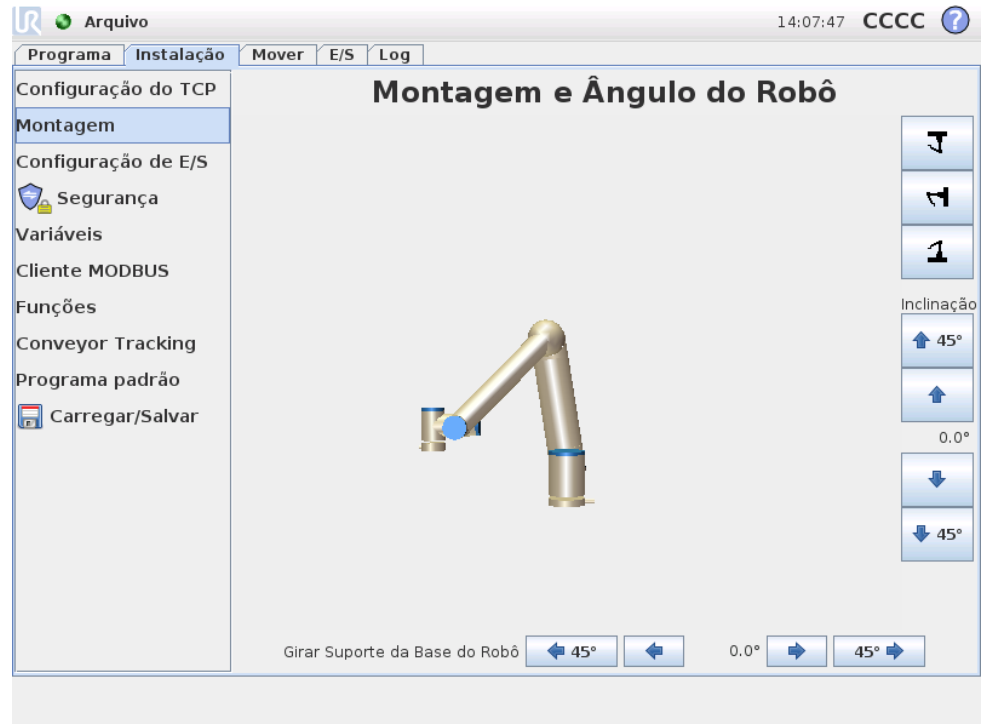 UR Arquivo 14:07:47 CCCC ?
Programa Instalação Mover E/S Log
Configuração do TCP
Montagem
Configuração de E/S
Segurança
Variáveis
Cliente MODBUS
Funções
Conveyor Tracking
Programa padrão
Carregar/Salvar
Montagem e Ângulo do Robô
Inclinação
45°
0.0°
45°
Girar Suporte da Base do Robô 45° 0.0° 45°